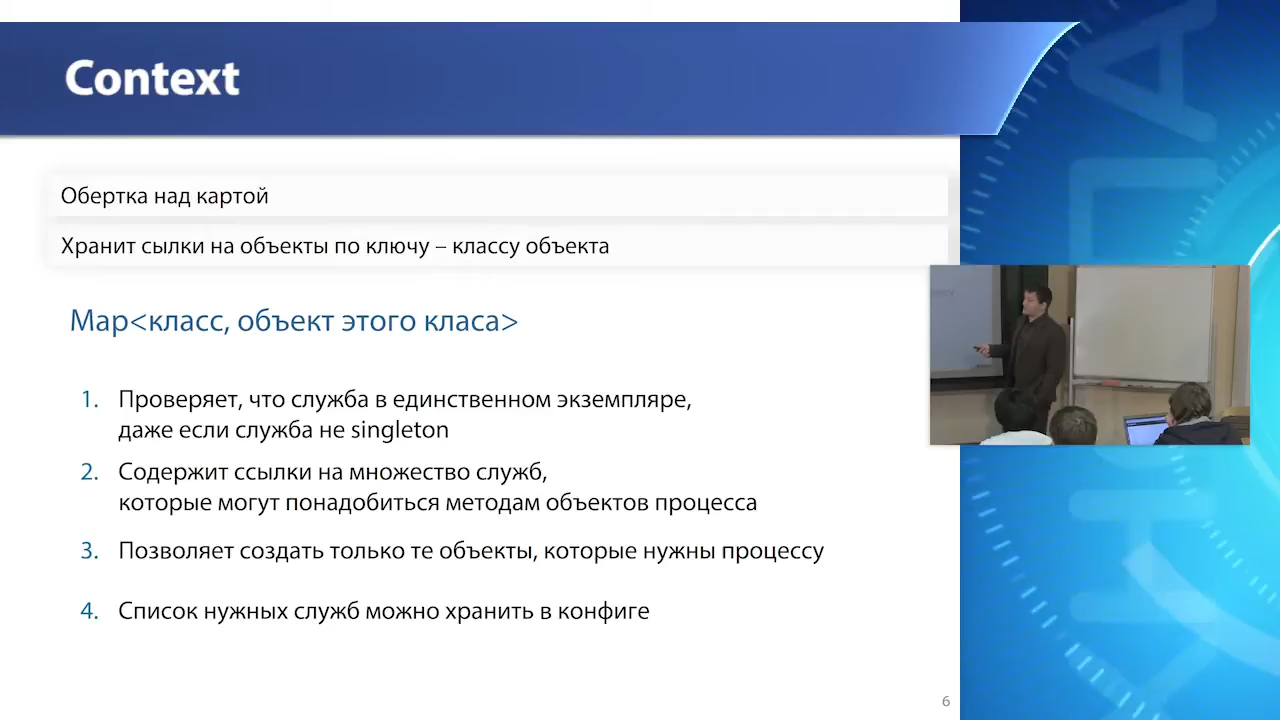 Context
Обертка над картой
Хранит сылки на объекты по ключу – классу объекта
Map<класс, объект этого класа>
1. Проверяет, что служба в единственном экземпляре,
даже если служба не singleton
2. Содержит ссылки на множество служб,
которые могут понадобиться методам объектов процесса
3. Позволяет создать только те объекты, которые нужны процессу
4. Список нужных служб можно хранить в конфиге
6